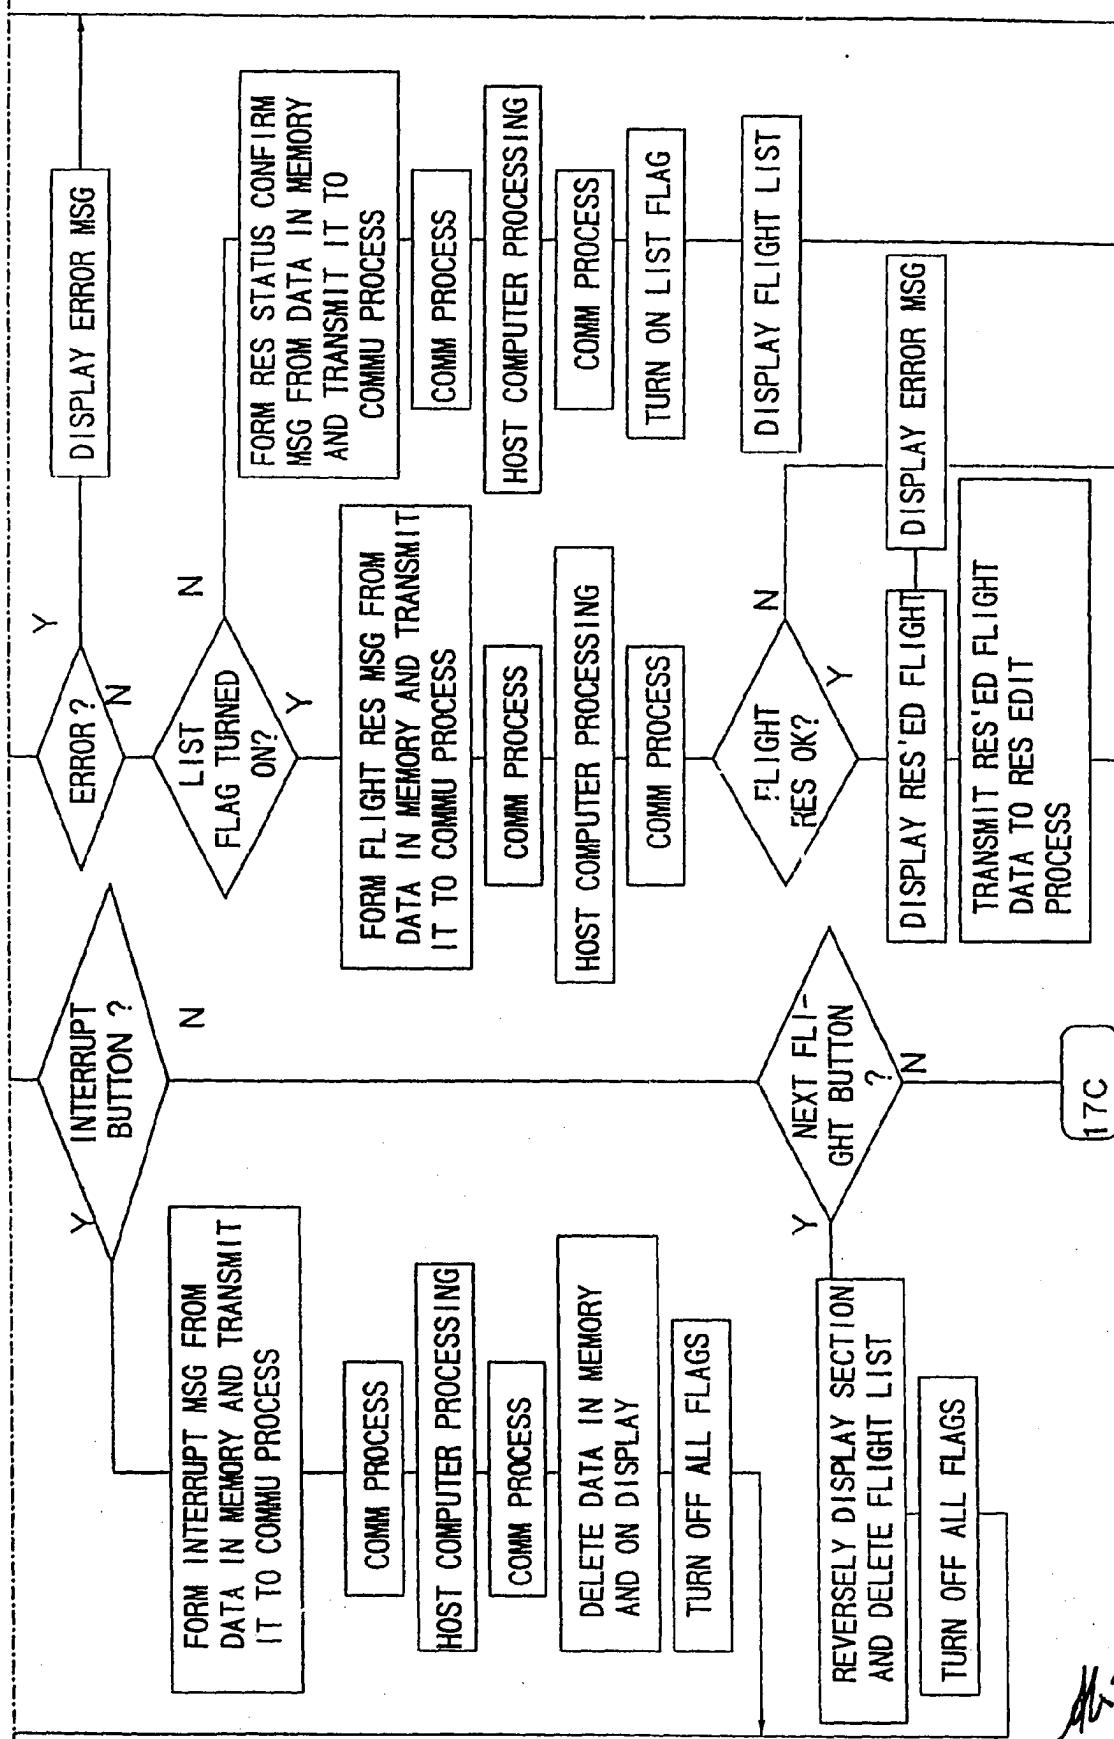 INTERRUPT
BUTTON ?
Y
N
FORM INTERRUPT MSG FROM
DATA IN MEMORY AND TRANSMIT
IT TO COMMU PROCESS
COMM PROCESS
HOST COMPUTER PROCESSING
COMM PROCESS
DELETE DATA IN MEMORY
AND ON DISPLAY
TURN OFF ALL FLAGS
NEXT FLI-
GHT BUTTON
?
Y
N
REVERSELY DISPLAY SECTION
AND DELETE FLIGHT LIST
TURN OFF ALL FLAGS
17C
ERROR?
Y
N
DISPLAY ERROR MSG
LIST
FLAG TURNED
ON?
N
Y
FORM RES STATUS CONFIRM
MSG FROM DATA IN MEMORY
AND TRANSMIT IT TO
COMMU PROCESS
COMM PROCESS
HOST COMPUTER PROCESSING
COMM PROCESS
TURN ON LIST FLAG
DISPLAY FLIGHT LIST
FORM FLIGHT RES MSG FROM
DATA IN MEMORY AND TRANSMIT
IT TO COMMU PROCESS
COMM PROCESS
HOST COMPUTER PROCESSING
COMM PROCESS
FLIGHT
RES OK?
N
Y
DISPLAY RES'ED FLIGHT
DISPLAY ERROR MSG
TRANSMIT RES'ED FLIGHT
DATA TO RES EDIT
PROCESS